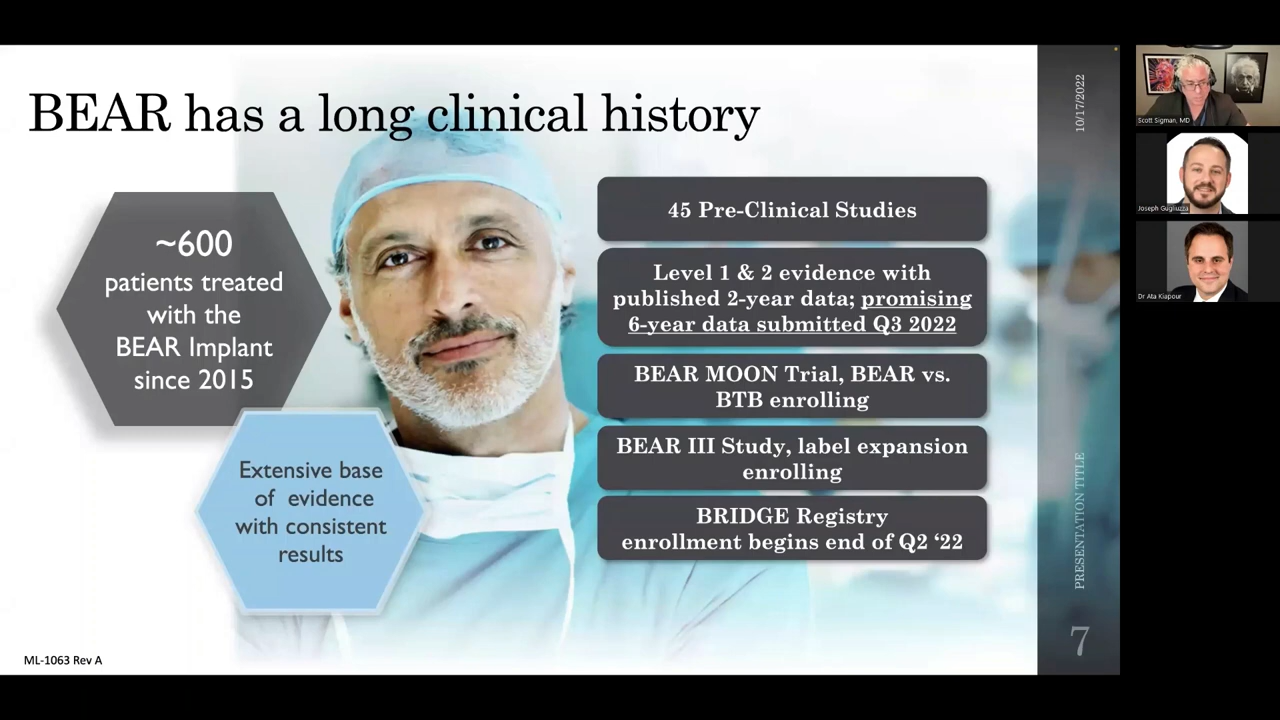 BEAR has a long clinical history
~600
patients treated
with the
BEAR Implant
since 2015
Extensive base
of evidence
with consistent
results
45 Pre-Clinical Studies
Level 1 & 2 evidence with
published 2-year data; promising
6-year data submitted Q3 2022
BEAR MOON Trial, BEAR vs.
BTB enrolling
BEAR III Study, label expansion
enrolling
BRIDGE Registry
enrollment begins end of Q2 ‘22
ML-1063 Rev A
10/17/2022
PRESENTATION TITLE
7
Scott Sigman, MD
Joseph Gugliuzza
Dr Ata Kiapour